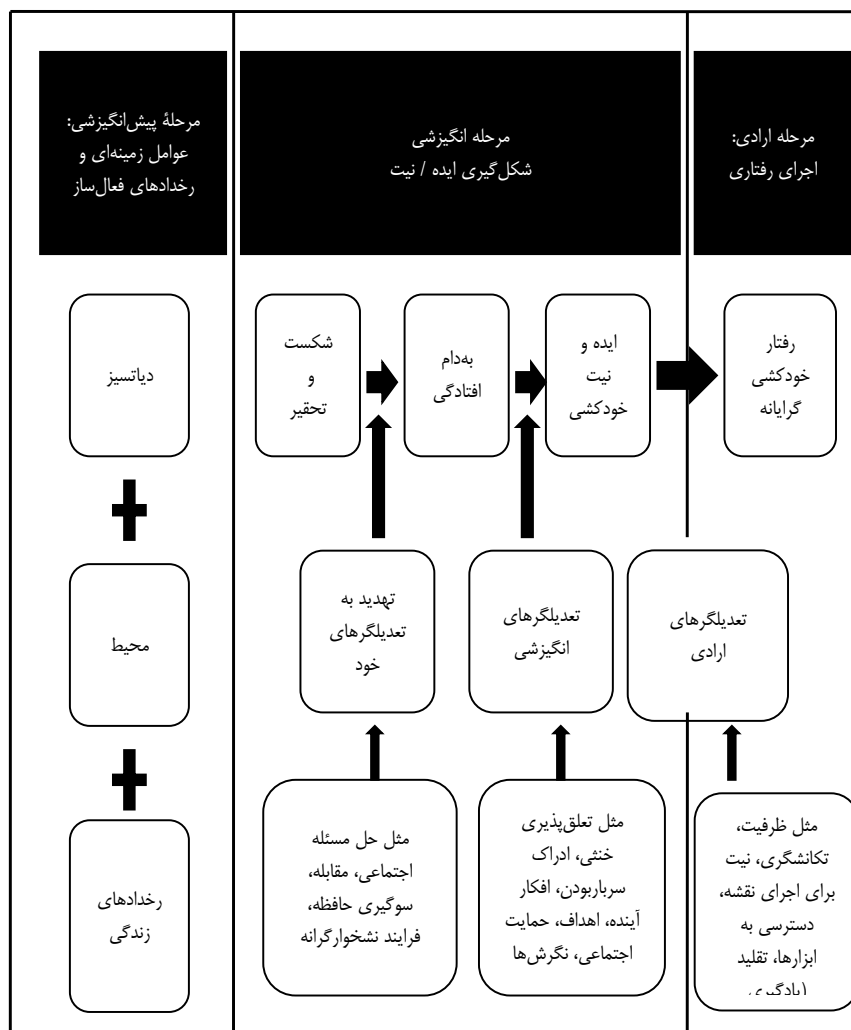 مرحلهٔ پیش‌انگیزشی:
عوامل زمینه‌ای و
رخدادهای فعال‌ساز
مرحله انگیزشی
شکل‌گیری ایده / نیت
مرحله ارادی:
اجرای رفتاری
دیاتسیز
شکست
و
تحقیر
به‌دام
افتادگی
ایده و
نیت
خودکشی
رفتار
خودکشی
گرایانه
محیط
تهدید به
تعدیلگرهای
خود
تعدیلگرهای
انگیزشی
تعدیلگرهای
ارادی
رخدادهای
زندگی
مثل حل مسئله
اجتماعی، مقابله،
سوگیری حافظه،
فرایند نشخوارگرانه
مثل تعلق‌پذیری
خنثی، ادراک
سرباربودن، افکار
آینده، اهداف، حمایت
اجتماعی، نگرش‌ها
مثل ظرفیت،
تکانشگری، نیت
برای اجرای نقشه،
دسترسی به
ابزارها، تقلید
(یادگیری